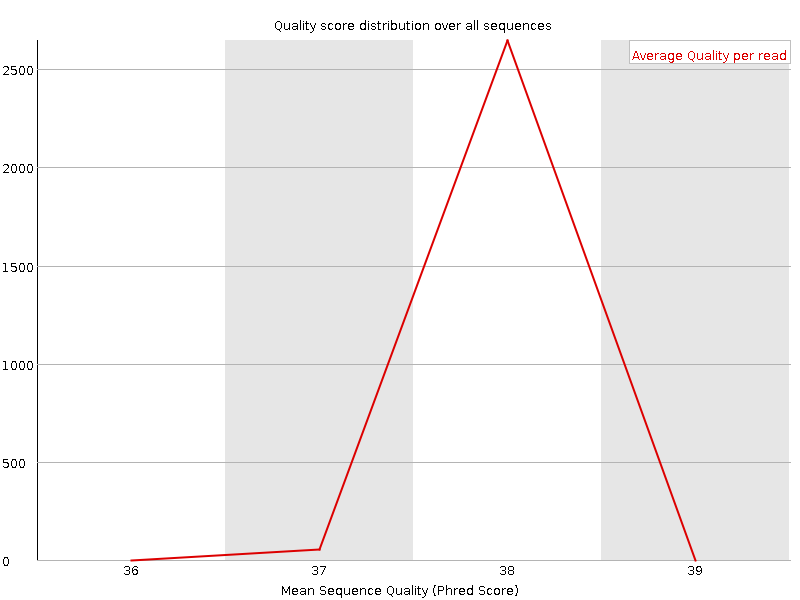 Quality score distribution over all sequences
Average Quality per read
2500
2000
1500
1000
500
0
36 37 38 39
Mean Sequence Quality (Phred Score)